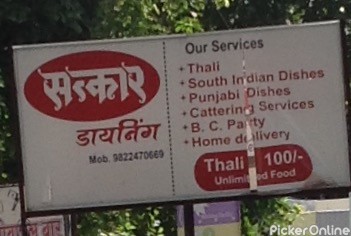 संस्कार
डायनिंग
Mob. 9822470669
Our Services
+ Thali
+ South Indian Dishes
+ Punjabi Dishes
+ Cattering Services
+ B. C. Party
+ Home delivery
Thali 100/-
Unlimited Food
PickerOnline